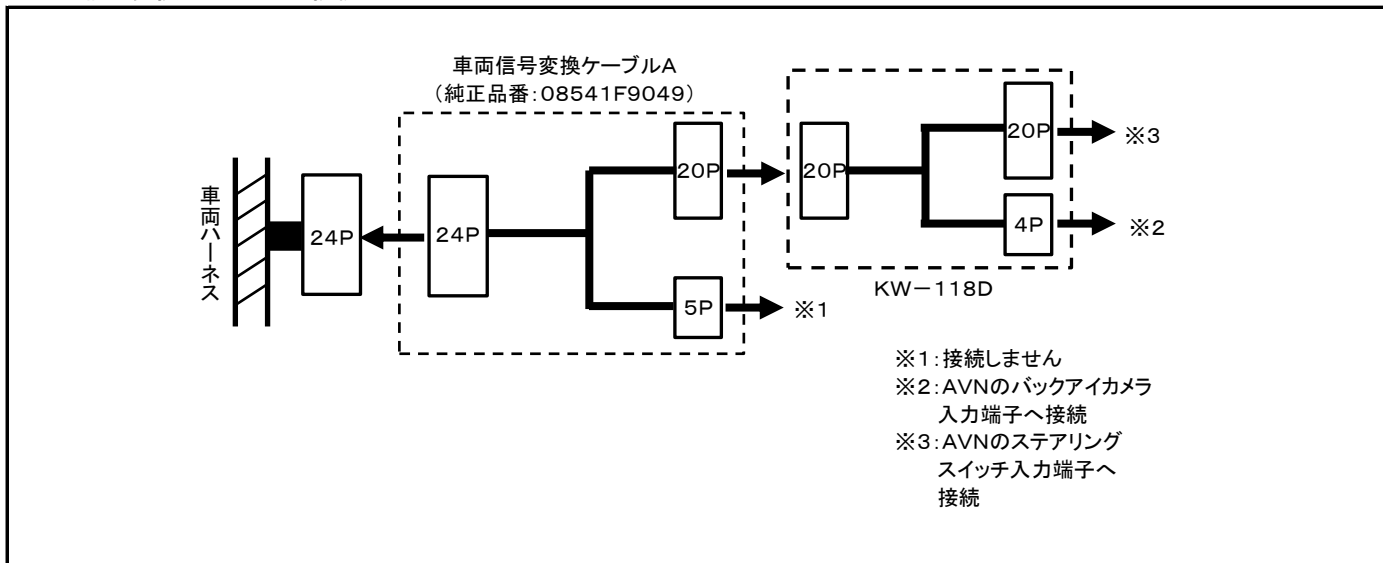 車両信号変換ケーブルA
（純正品番：08541F9049）
車両ハーネス
24P
24P
20P
5P
※1
20P
20P
※3
4P
※2
KW－118D
※1：接続しません
※2：AVNのバックアイカメラ
入力端子へ接続
※3：AVNのステアリング
スイッチ入力端子へ
接続